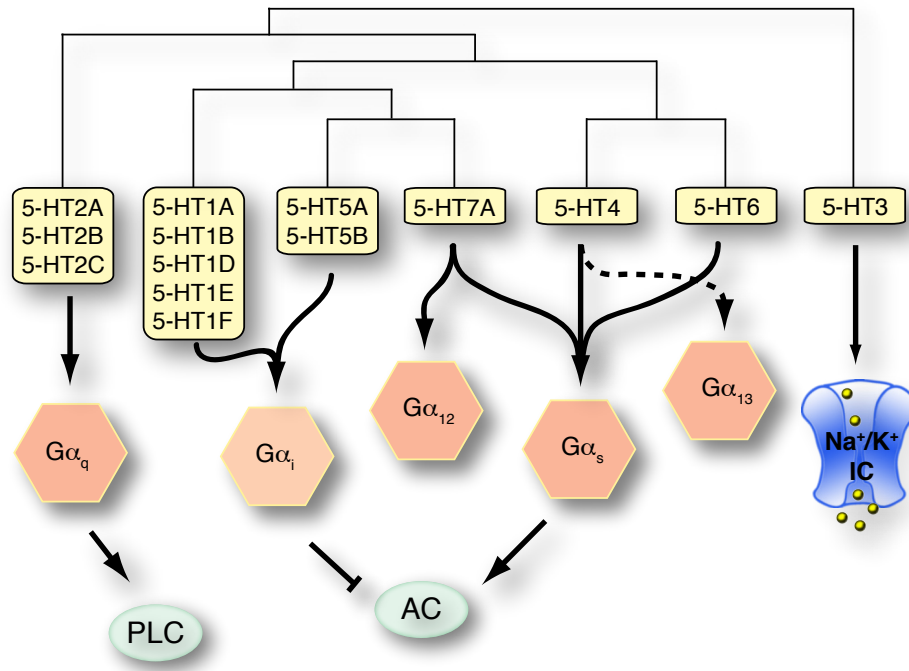 5-HT2A
5-HT2B
5-HT2C
5-HT1A
5-HT1B
5-HT1D
5-HT1E
5-HT1F
5-HT5A
5-HT5B
5-HT7A
5-HT4
5-HT6
5-HT3
Gαq
Gαi
Gα12
Gαs
Gα13
Na⁺/K⁺
IC
PLC
AC